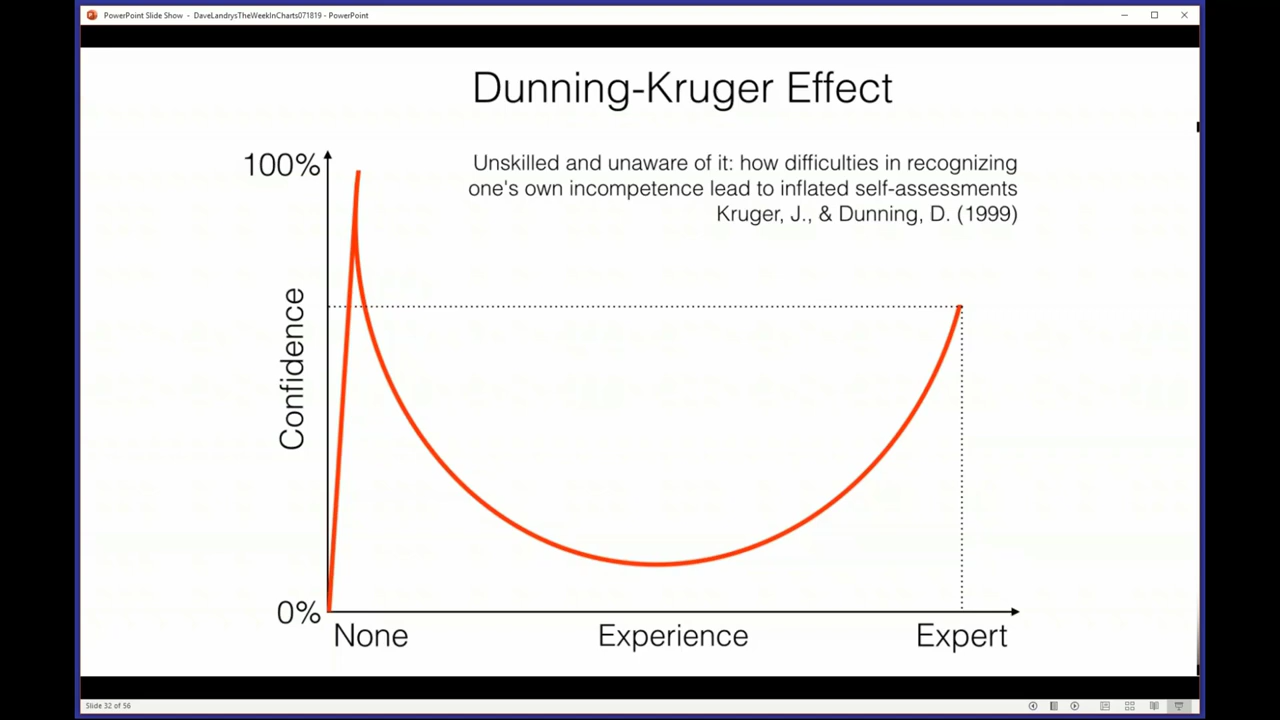 PowerPoint Slide Show - DaveLandrysTheWeekInCharts071819 - PowerPoint
Dunning-Kruger Effect
Unskilled and unaware of it: how difficulties in recognizing
one's own incompetence lead to inflated self-assessments
Kruger, J., & Dunning, D. (1999)
100%
Confidence
0%
None
Experience
Expert
Slide 32 of 56